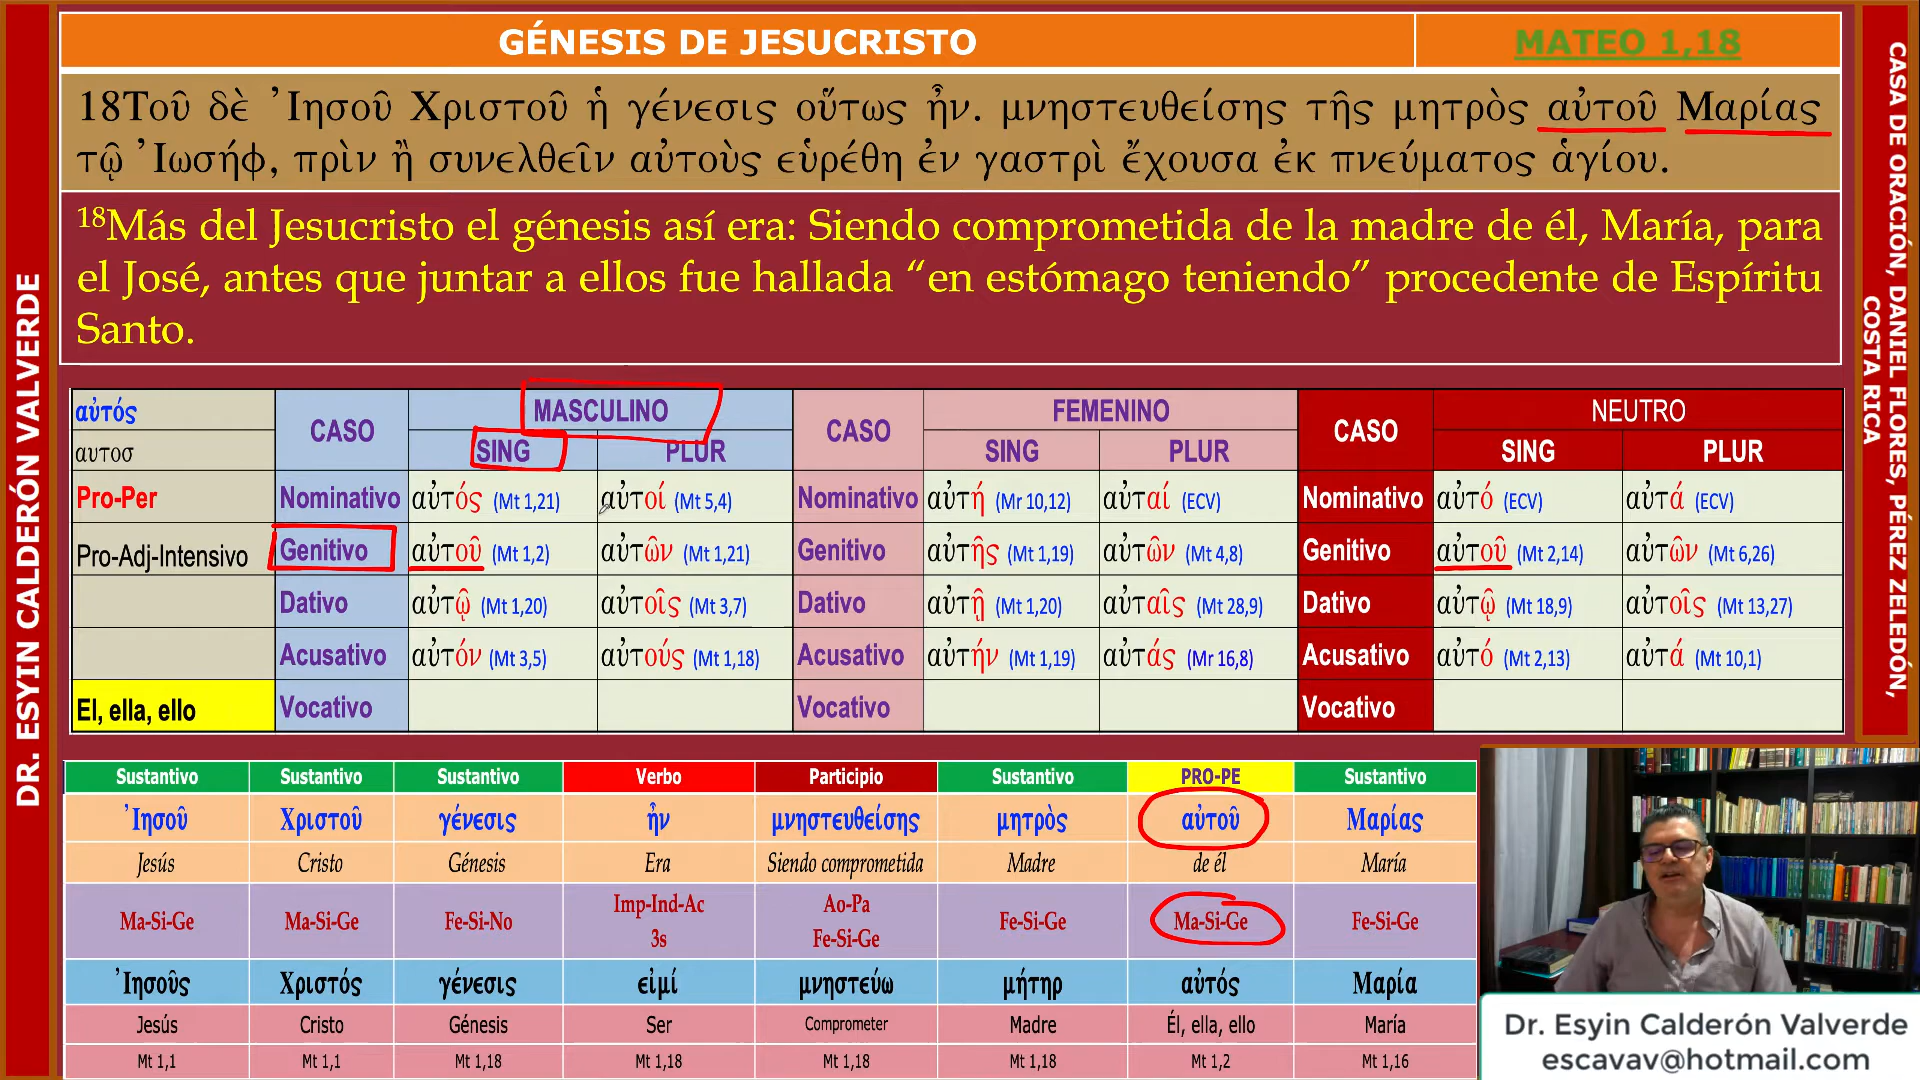 GÉNESIS DE JESUCRISTO
MATEO 1,18
18Τοῦ δὲ Ἰησοῦ Χριστοῦ ἡ γένεσις οὕτως ἦν. μνηστευθείσης τῆς μητρὸς αὐτοῦ Μαρίας
τῷ Ἰωσήφ, πρὶν ἢ συνελθεῖν αὐτοὺς εὑρέθη ἐν γαστρὶ ἔχουσα ἐκ πνεύματος ἁγίου.
18Más del Jesucristo el génesis así era: Siendo comprometida de la madre de él, María, para
el José, antes que juntar a ellos fue hallada “en estómago teniendo” procedente de Espíritu
Santo.
αὐτός CASO MASCULINO CASO FEMENINO CASO NEUTRO
αυτοσ SING PLUR SING PLUR SING PLUR
Pro-Per Nominativo αὐτός (Mt 1,21) αὐτοί (Mt 5,4) Nominativo αὐτή (Mr 10,12) αὐταί (ECV) Nominativo αὐτό (ECV) αὐτά (ECV)
Pro-Adj-Intensivo Genitivo αὐτοῦ (Mt 1,2) αὐτῶν (Mt 1,21) Genitivo αὐτῆς (Mt 1,19) αὐτῶν (Mt 4,8) Genitivo αὐτοῦ (Mt 2,14) αὐτῶν (Mt 6,26)
Dativo αὐτῷ (Mt 1,20) αὐτοῖς (Mt 3,7) Dativo αὐτῇ (Mt 1,20) αὐταῖς (Mt 28,9) Dativo αὐτῷ (Mt 18,9) αὐτοῖς (Mt 13,27)
Acusativo αὐτόν (Mt 3,5) αὐτούς (Mt 1,18) Acusativo αὐτήν (Mt 1,19) αὐτάς (Mr 16,8) Acusativo αὐτό (Mt 2,13) αὐτά (Mt 10,1)
El, ella, ello Vocativo Vocativo Vocativo
Sustantivo Sustantivo Sustantivo Verbo Participio Sustantivo PRO-PE Sustantivo
Ἰησοῦ Χριστοῦ γένεσις ἦν μνηστευθείσης μητρὸς αὐτοῦ Μαρίας
Jesús Cristo Génesis Era Siendo comprometida Madre de él María
Ma-Si-Ge Ma-Si-Ge Fe-Si-No Imp-Ind-Ac 3s Ao-Pa Fe-Si-Ge Fe-Si-Ge Ma-Si-Ge Fe-Si-Ge
Ἰησοῦς Χριστός γένεσις εἰμί μνηστεύω μήτηρ αὐτός Μαρία
Jesús Cristo Génesis Ser Comprometer Madre Él, ella, ello María
Mt 1,1 Mt 1,1 Mt 1,18 Mt 1,18 Mt 1,18 Mt 1,18 Mt 1,2 Mt 1,16
DR. ESYIN CALDERÓN VALVERDE
CASA DE ORACIÓN, DANIEL FLORES, PÉREZ ZELEDÓN,
COSTA RICA
Dr. Esyin Calderón Valverde
escavav@hotmail.com